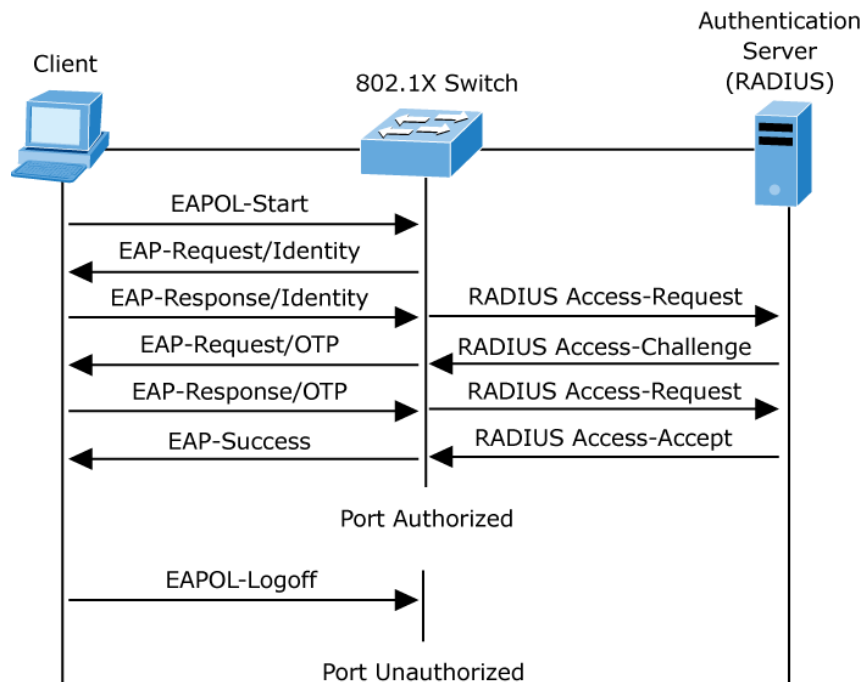 Authentication
Server
(RADIUS)
Client
802.1X Switch
EAPOL-Start
EAP-Request/Identity
EAP-Response/Identity
RADIUS Access-Request
EAP-Request/OTP
RADIUS Access-Challenge
EAP-Response/OTP
RADIUS Access-Request
EAP-Success
RADIUS Access-Accept
Port Authorized
EAPOL-Logoff
Port Unauthorized